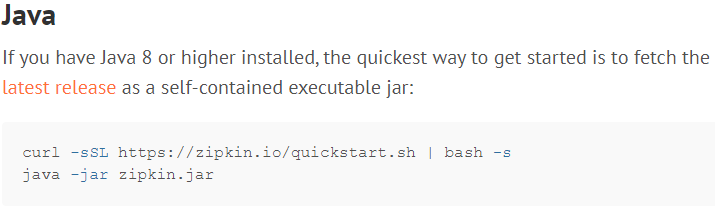 Java
If you have Java 8 or higher installed, the quickest way to get started is to fetch the
latest release as a self-contained executable jar:
curl -sSL https://zipkin.io/quickstart.sh | bash -s
java -jar zipkin.jar